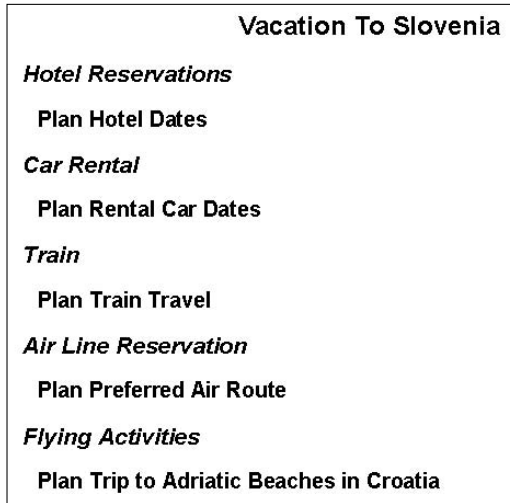 Vacation To Slovenia
Hotel Reservations
Plan Hotel Dates
Car Rental
Plan Rental Car Dates
Train
Plan Train Travel
Air Line Reservation
Plan Preferred Air Route
Flying Activities
Plan Trip to Adriatic Beaches in Croatia